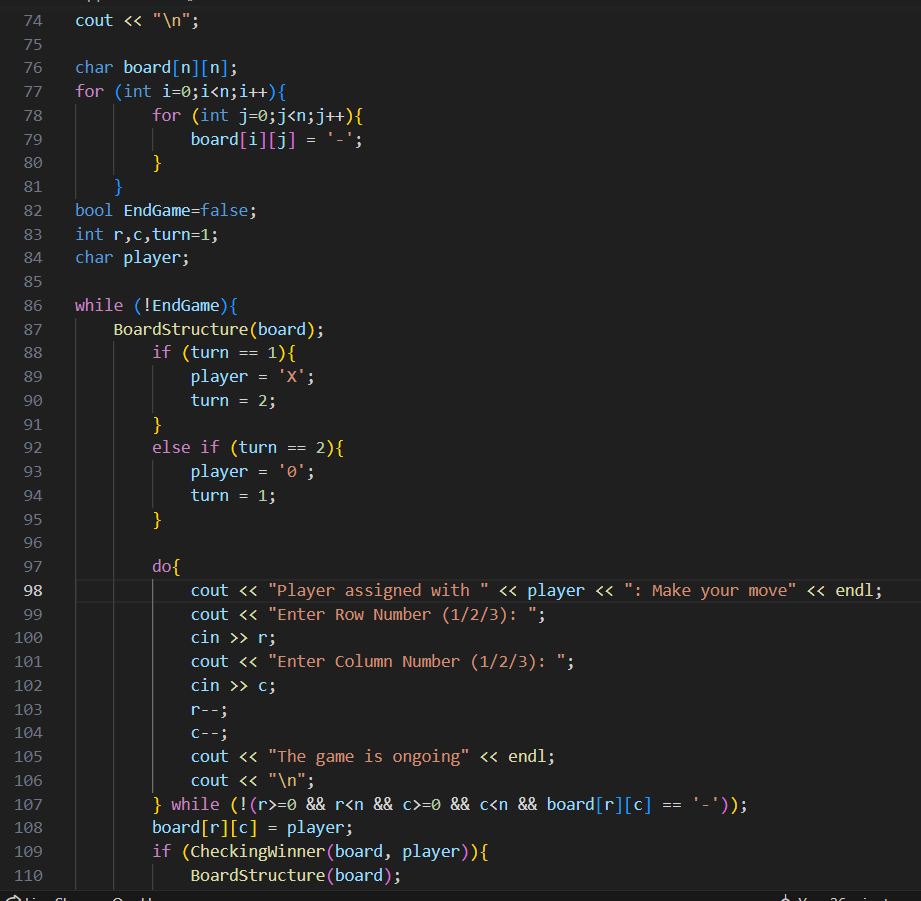 74 cout << "\n";
75
76 char board[n][n];
77 for (int i=0;i<n;i++){
78 for (int j=0;j<n;j++){
79 board[i][j] = '-';
80 }
81 }
82 bool EndGame=false;
83 int r,c,turn=1;
84 char player;
85
86 while (!EndGame){
87 BoardStructure(board);
88 if (turn == 1){
89 player = 'X';
90 turn = 2;
91 }
92 else if (turn == 2){
93 player = '0';
94 turn = 1;
95 }
96
97 do{
98 cout << "Player assigned with " << player << ": Make your move" << endl;
99 cout << "Enter Row Number (1/2/3): ";
100 cin >> r;
101 cout << "Enter Column Number (1/2/3): ";
102 cin >> c;
103 r--;
104 c--;
105 cout << "The game is ongoing" << endl;
106 cout << "\n";
107 } while (!(r>=0 && r<n && c>=0 && c<n && board[r][c] == '-'));
108 board[r][c] = player;
109 if (CheckingWinner(board, player)){
110 BoardStructure(board);